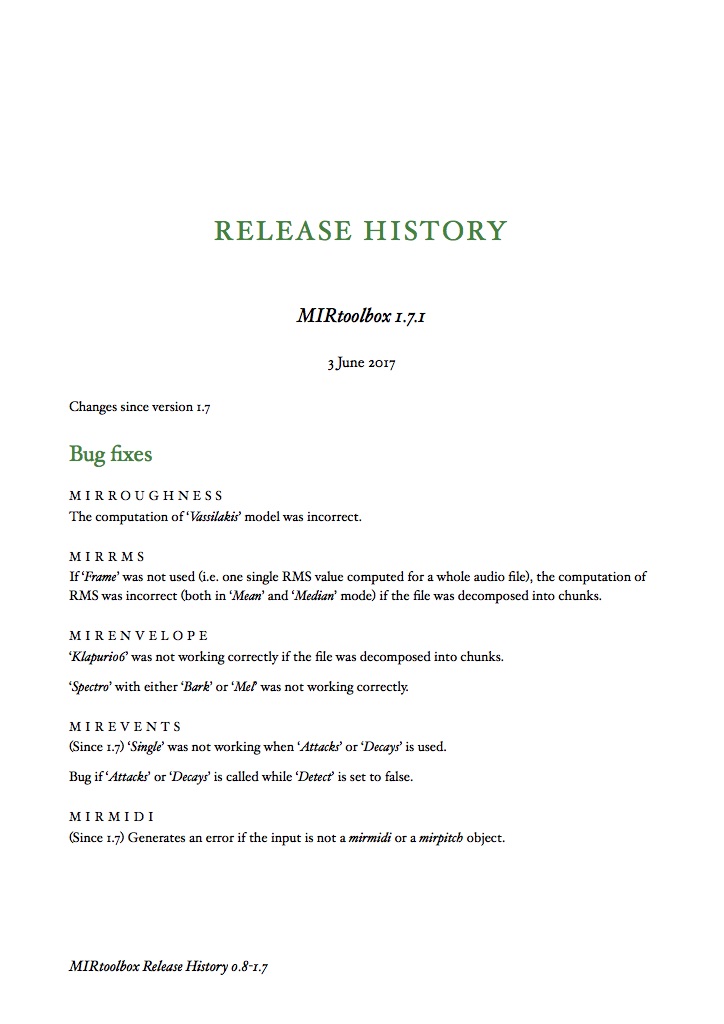 RELEASE HISTORY
MIRtoolbox 1.7.1
3 June 2017
Changes since version 1.7
Bug fixes
MIRROUGHNESS
The computation of ‘Vassilakis’ model was incorrect.
MIRRMS
If ‘Frame’ was not used (i.e. one single RMS value computed for a whole audio file), the computation of
RMS was incorrect (both in ‘Mean’ and ‘Median’ mode) if the file was decomposed into chunks.
MIRENVELOPE
‘Klapuri06’ was not working correctly if the file was decomposed into chunks.
‘Spectro’ with either ‘Bark’ or ‘Mel’ was not working correctly.
MIREVENTS
(Since 1.7) ‘Single’ was not working when ‘Attacks’ or ‘Decays’ is used.
Bug if ‘Attacks’ or ‘Decays’ is called while ‘Detect’ is set to false.
MIRMIDI
(Since 1.7) Generates an error if the input is not a mirmidi or a mirpitch object.
MIRtoolbox Release History 0.8-1.7